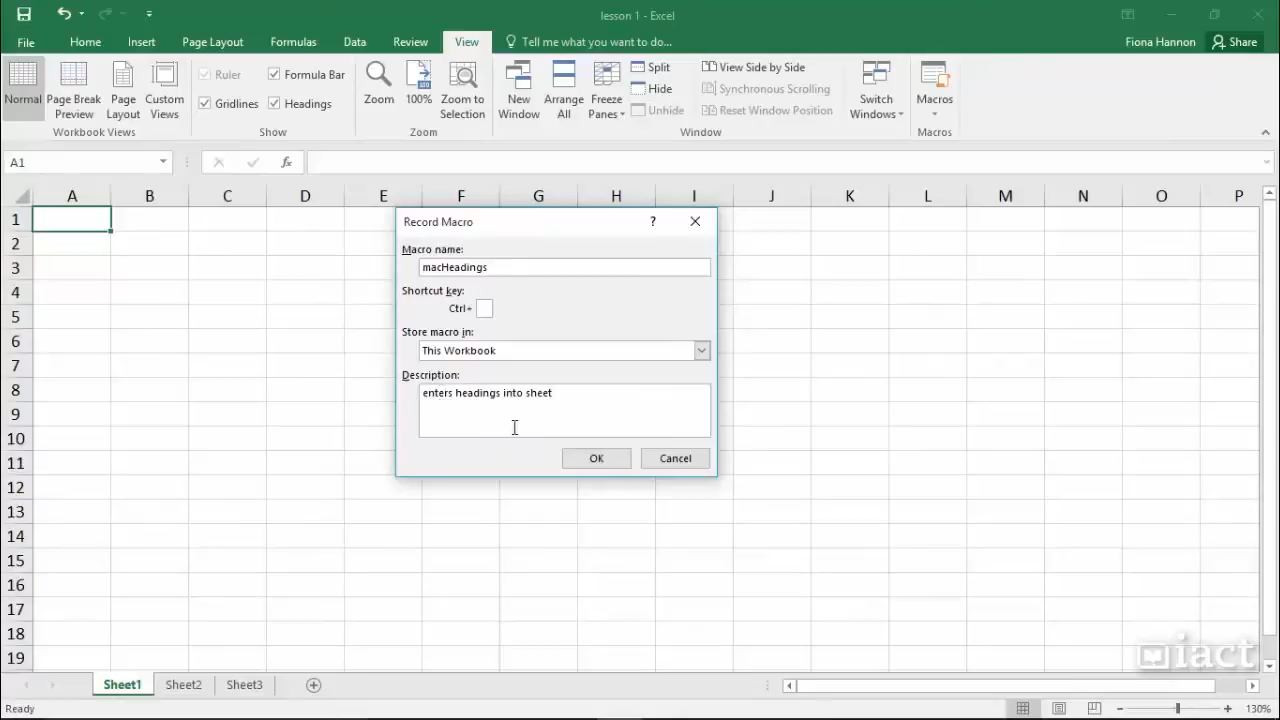 lesson 1 - Excel
File Home Insert Page Layout Formulas Data Review View Tell me what you want to do... Fiona Hannon Share
Normal Page Break Preview Page Layout Custom Views
Workbook Views
Ruler Formula Bar
Gridlines Headings
Show
Zoom 100% Zoom to Selection
Zoom
New Window Arrange All Freeze Panes
Split
Hide
Unhide
View Side by Side
Synchronous Scrolling
Reset Window Position
Window
Switch Windows
Macros
Macros
A1 fx
A B C D E F G H I J K L M N O P
1
2
3
4
5
6
7
8
9
10
11
12
13
14
15
16
17
18
19
Record Macro ?
Macro name:
macHeadings
Shortcut key:
Ctrl+
Store macro in:
This Workbook
Description:
enters headings into sheet
OK Cancel
iact
Sheet1 Sheet2 Sheet3
Ready 130%